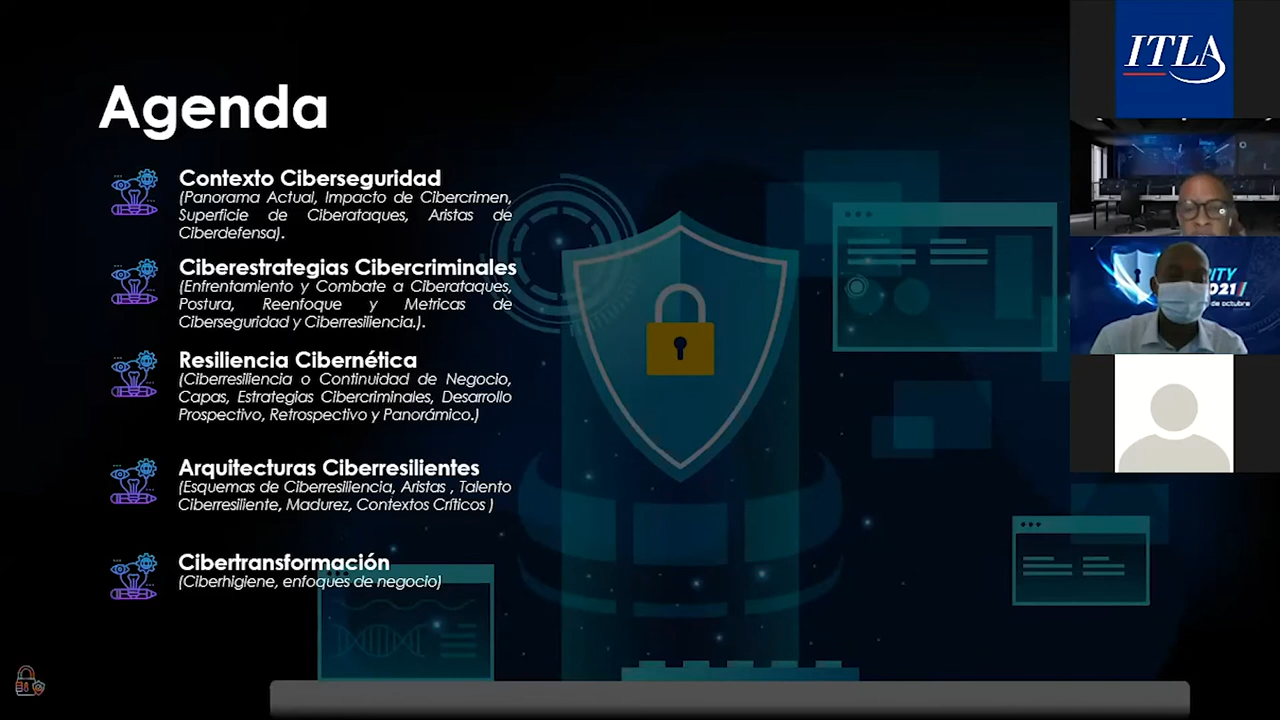 ITLA
Agenda
Contexto Ciberseguridad
(Panorama Actual, Impacto de Cibercrimen,
Superficie de Ciberataques, Aristas de
Ciberdefensa).
Ciberestrategias Cibercriminales
(Enfrentamiento y Combate a Ciberataques,
Postura, Reenfoque y Metricas de
Ciberseguridad y Ciberresiliencia.).
Resiliencia Cibernética
(Ciberresiliencia o Continuidad de Negocio,
Capas, Estrategias Cibercriminales, Desarrollo
Prospectivo, Retrospectivo y Panorámico.)
Arquitecturas Ciberresilientes
(Esquemas de Ciberresiliencia, Aristas , Talento
Ciberresiliente, Madurez, Contextos Críticos )
Cibertransformación
(Ciberhigiene, enfoques de negocio)
de octubre